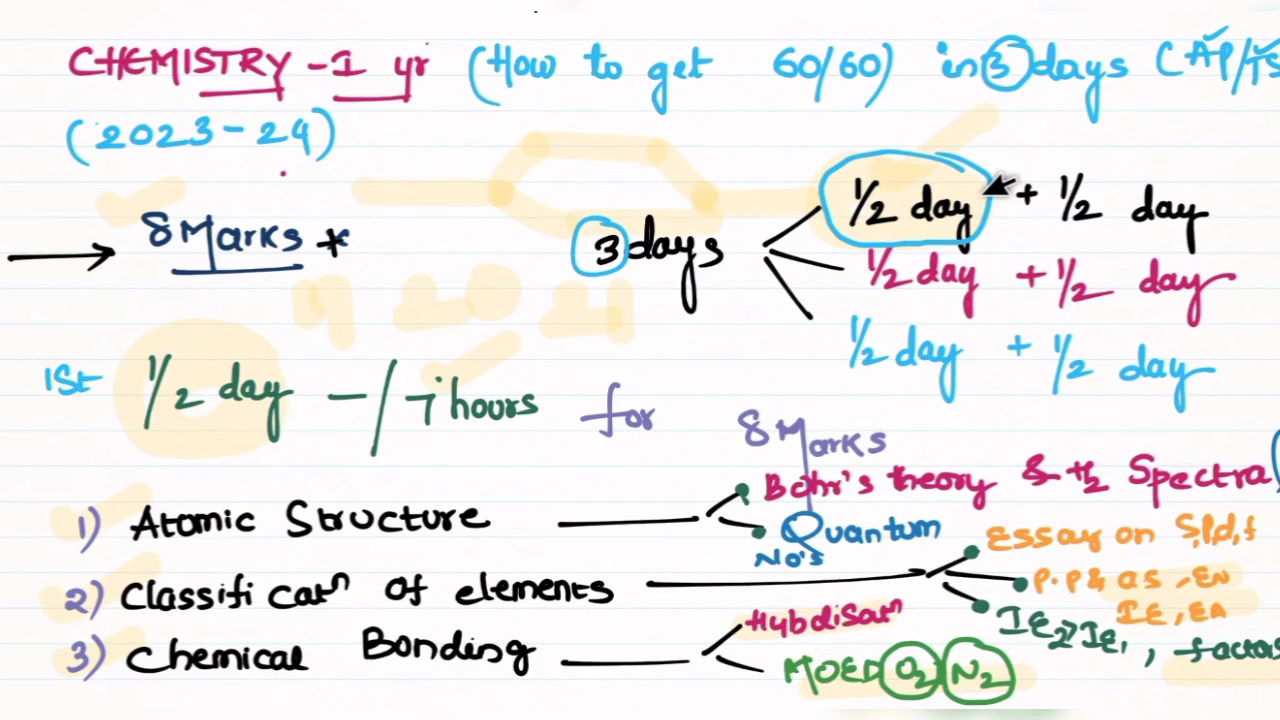 CHEMISTRY - 1 yr (How to get 60/60) in 3 days (AP/TS
(2023-24)
8 Marks *
3 days
1/2 day + 1/2 day
1/2 day + 1/2 day
1/2 day + 1/2 day
1st 1/2 day - / 7 hours for 8 Marks
1) Atomic Structure
Bohr's theory & H2 Spectra
Quantum
No's
2) Classificatn of elements
Essay on S,P,d,f
P.P & as, EN
IE, EA
IE2>IE1, factors
3) Chemical Bonding
Hybdisatn
MOED O2 N2